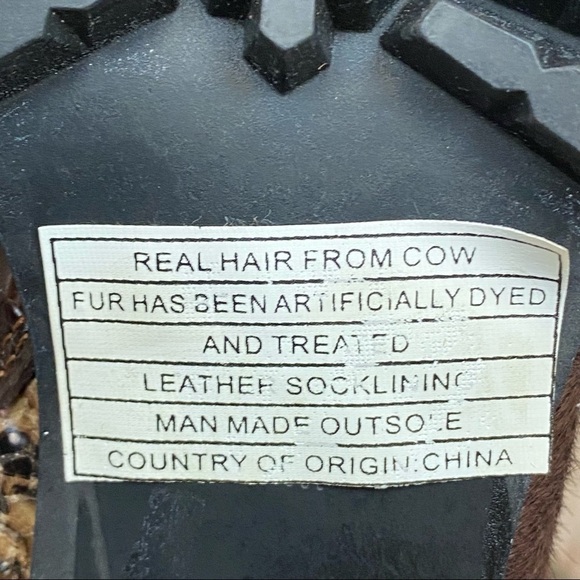 REAL HAIR FROM COW
FUR HAS BEEN ARTIFICIALLY DYED
AND TREATED
LEATHER SOCKLINING
MAN MADE OUTSOLE
COUNTRY OF ORIGIN:CHINA